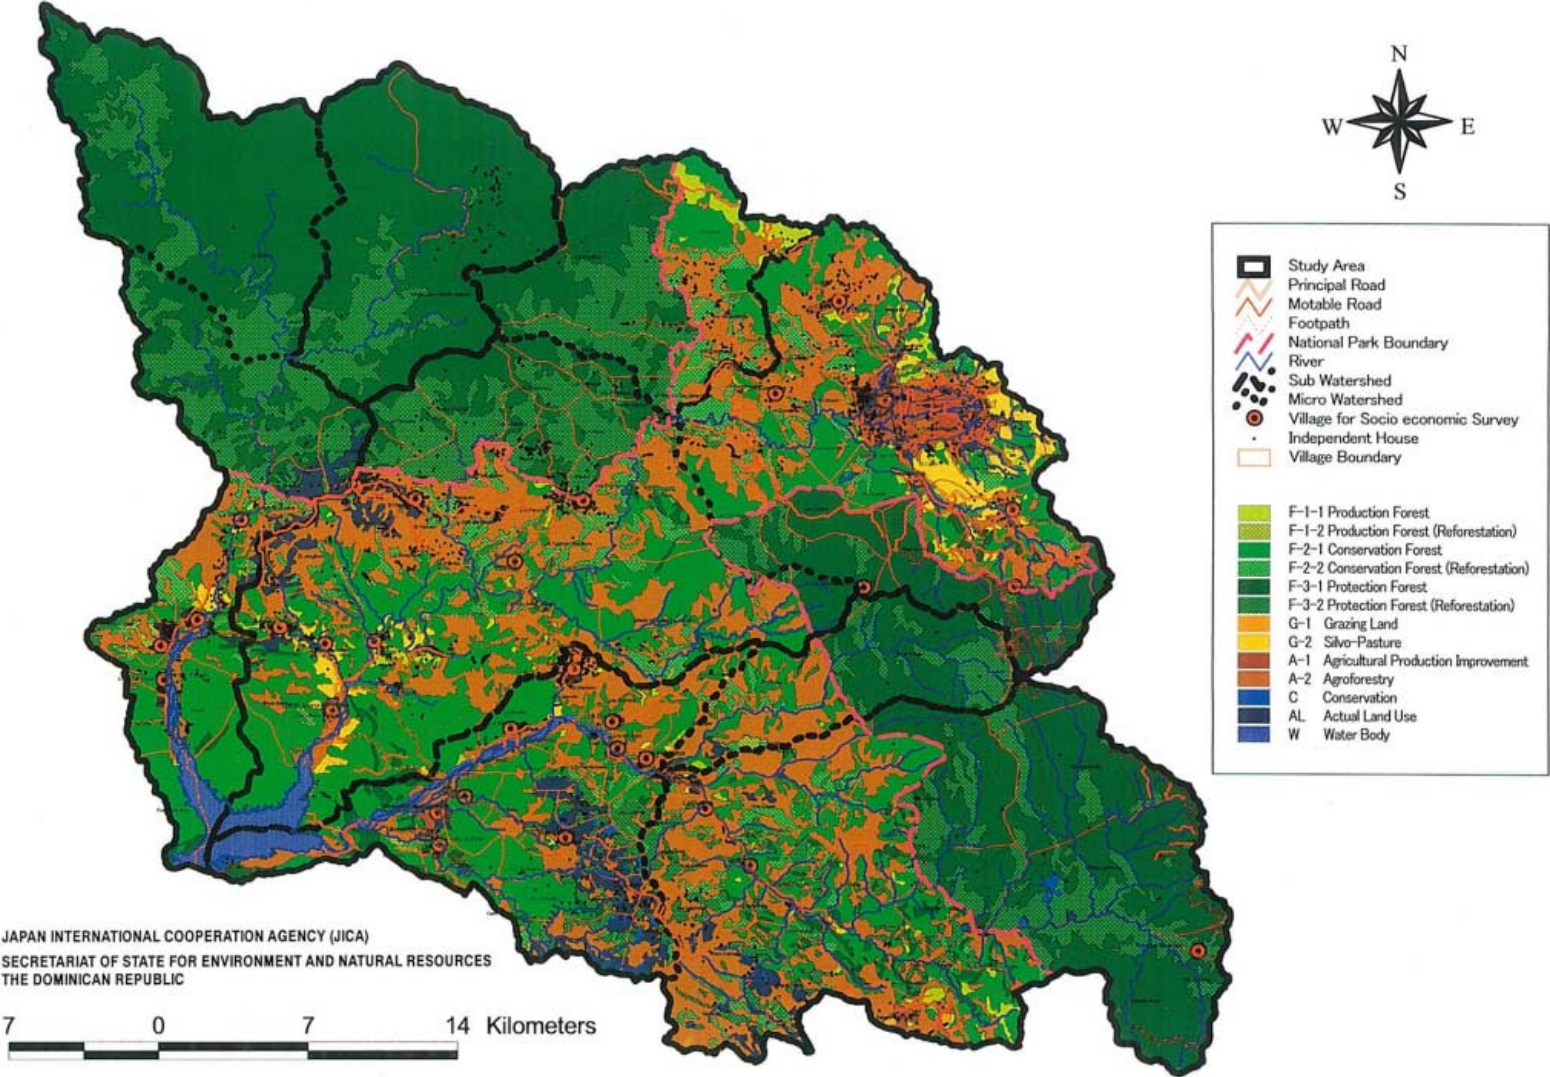 N
W
E
S
Study Area
Principal Road
Motable Road
Footpath
National Park Boundary
River
Sub Watershed
Micro Watershed
Village for Socio economic Survey
Independent House
Village Boundary
F-1-1 Production Forest
F-1-2 Production Forest (Reforestation)
F-2-1 Conservation Forest
F-2-2 Conservation Forest (Reforestation)
F-3-1 Protection Forest
F-3-2 Protection Forest (Reforestation)
G-1 Grazing Land
G-2 Silvo-Pasture
A-1 Agricultural Production Improvement
A-2 Agroforestry
C Conservation
AL Actual Land Use
W Water Body
JAPAN INTERNATIONAL COOPERATION AGENCY (JICA)
SECRETARIAT OF STATE FOR ENVIRONMENT AND NATURAL RESOURCES
THE DOMINICAN REPUBLIC
7 0 7 14 Kilometers